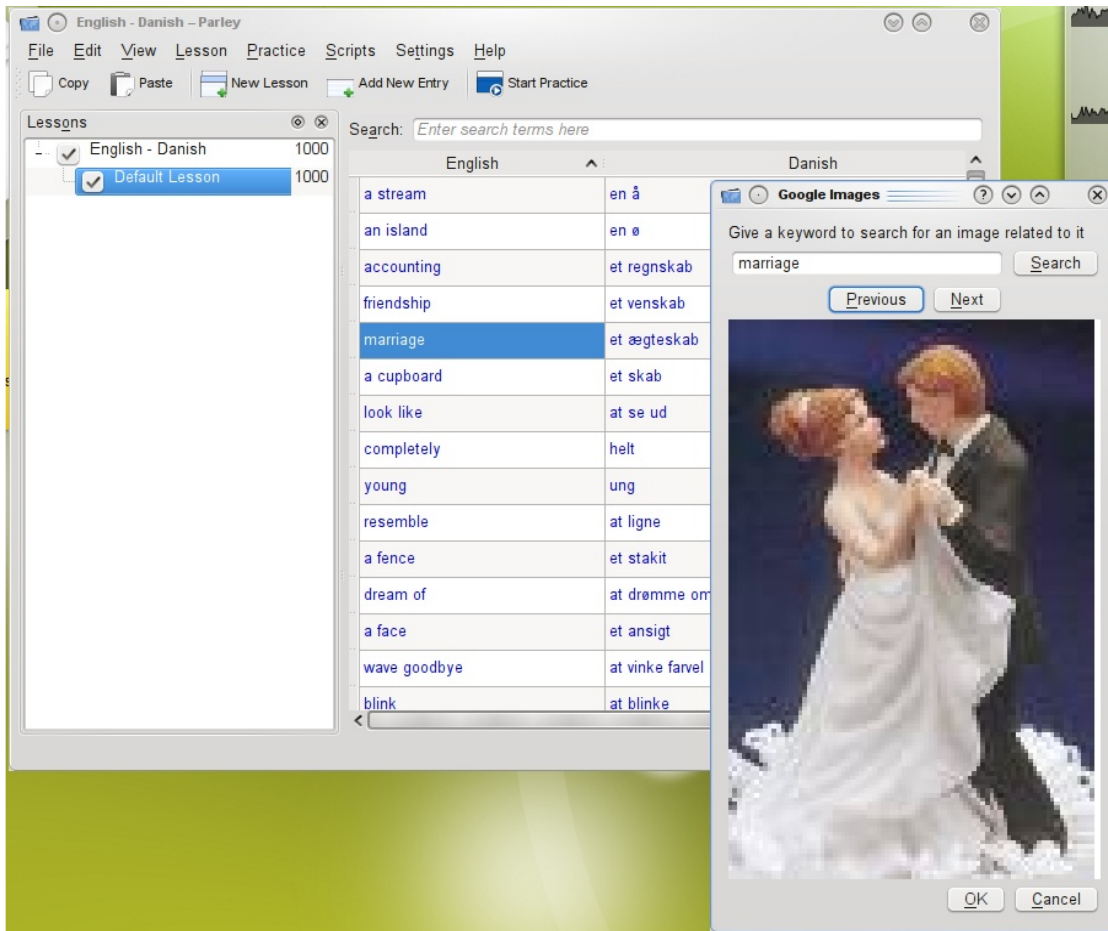 English - Danish – Parley
File Edit View Lesson Practice Scripts Settings Help
Copy Paste New Lesson Add New Entry Start Practice
Lessons
English - Danish 1000
Default Lesson 1000
Search: Enter search terms here
English Danish
a stream en å
an island en ø
accounting et regnskab
friendship et venskab
marriage et ægteskab
a cupboard et skab
look like at se ud
completely helt
young ung
resemble at ligne
a fence et stakit
dream of at drømme om
a face et ansigt
wave goodbye at vinke farvel
blink at blinke
Google Images
Give a keyword to search for an image related to it
marriage Search
Previous Next
OK Cancel